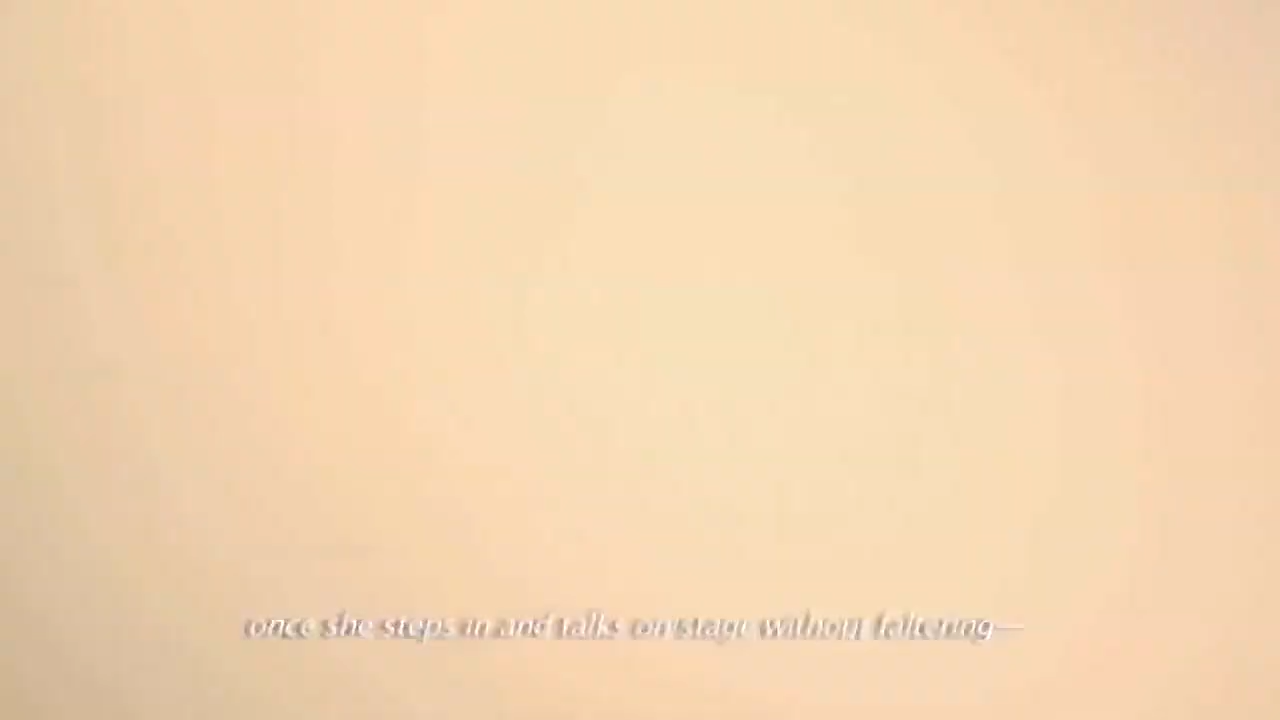 once she steps in and talks on stage without faltering—